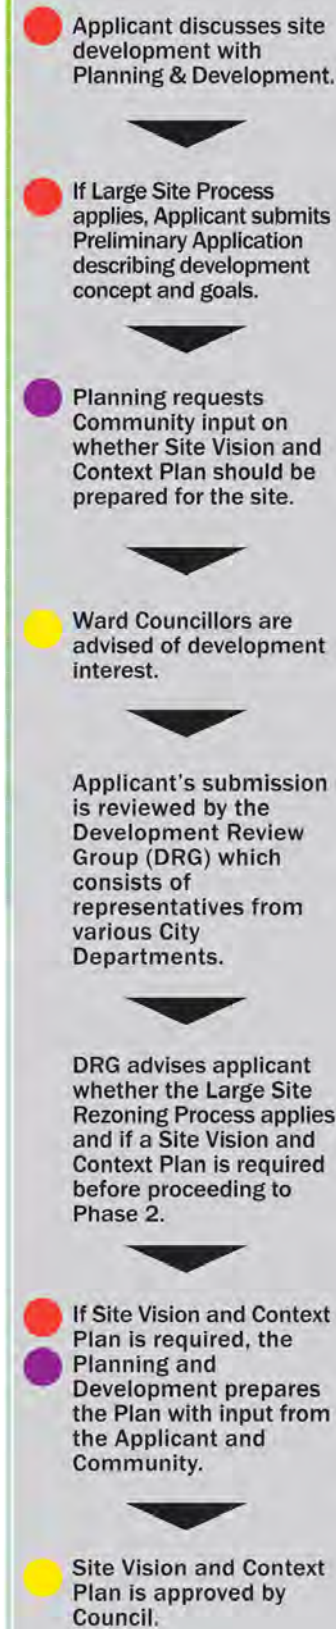 Applicant discusses site
development with
Planning & Development.
If Large Site Process
applies, Applicant submits
Preliminary Application
describing development
concept and goals.
Planning requests
Community input on
whether Site Vision and
Context Plan should be
prepared for the site.
Ward Councillors are
advised of development
interest.
Applicant's submission
is reviewed by the
Development Review
Group (DRG) which
consists of
representatives from
various City
Departments.
DRG advises applicant
whether the Large Site
Rezoning Process applies
and if a Site Vision and
Context Plan is required
before proceeding to
Phase 2.
If Site Vision and Context
Plan is required, the
Planning and
Development prepares
the Plan with input from
the Applicant and
Community.
Site Vision and Context
Plan is approved by
Council.